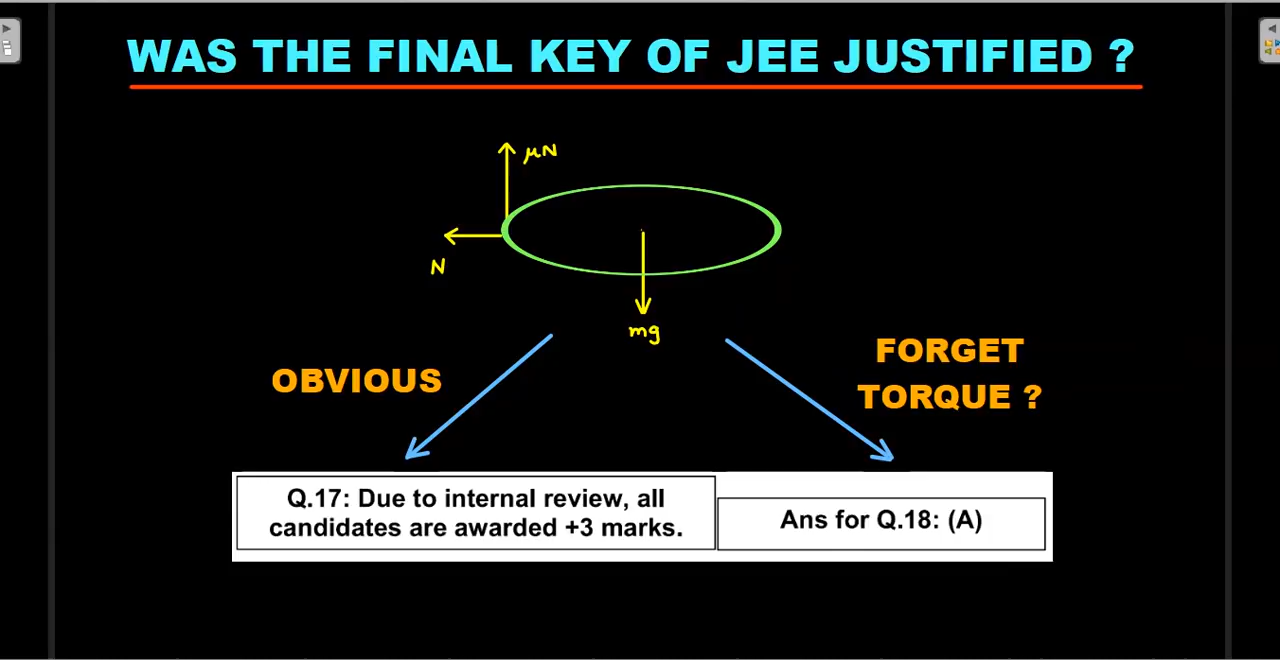 WAS THE FINAL KEY OF JEE JUSTIFIED ?
μN
N
mg
OBVIOUS
FORGET
TORQUE ?
Q.17: Due to internal review, all
candidates are awarded +3 marks.
Ans for Q.18: (A)